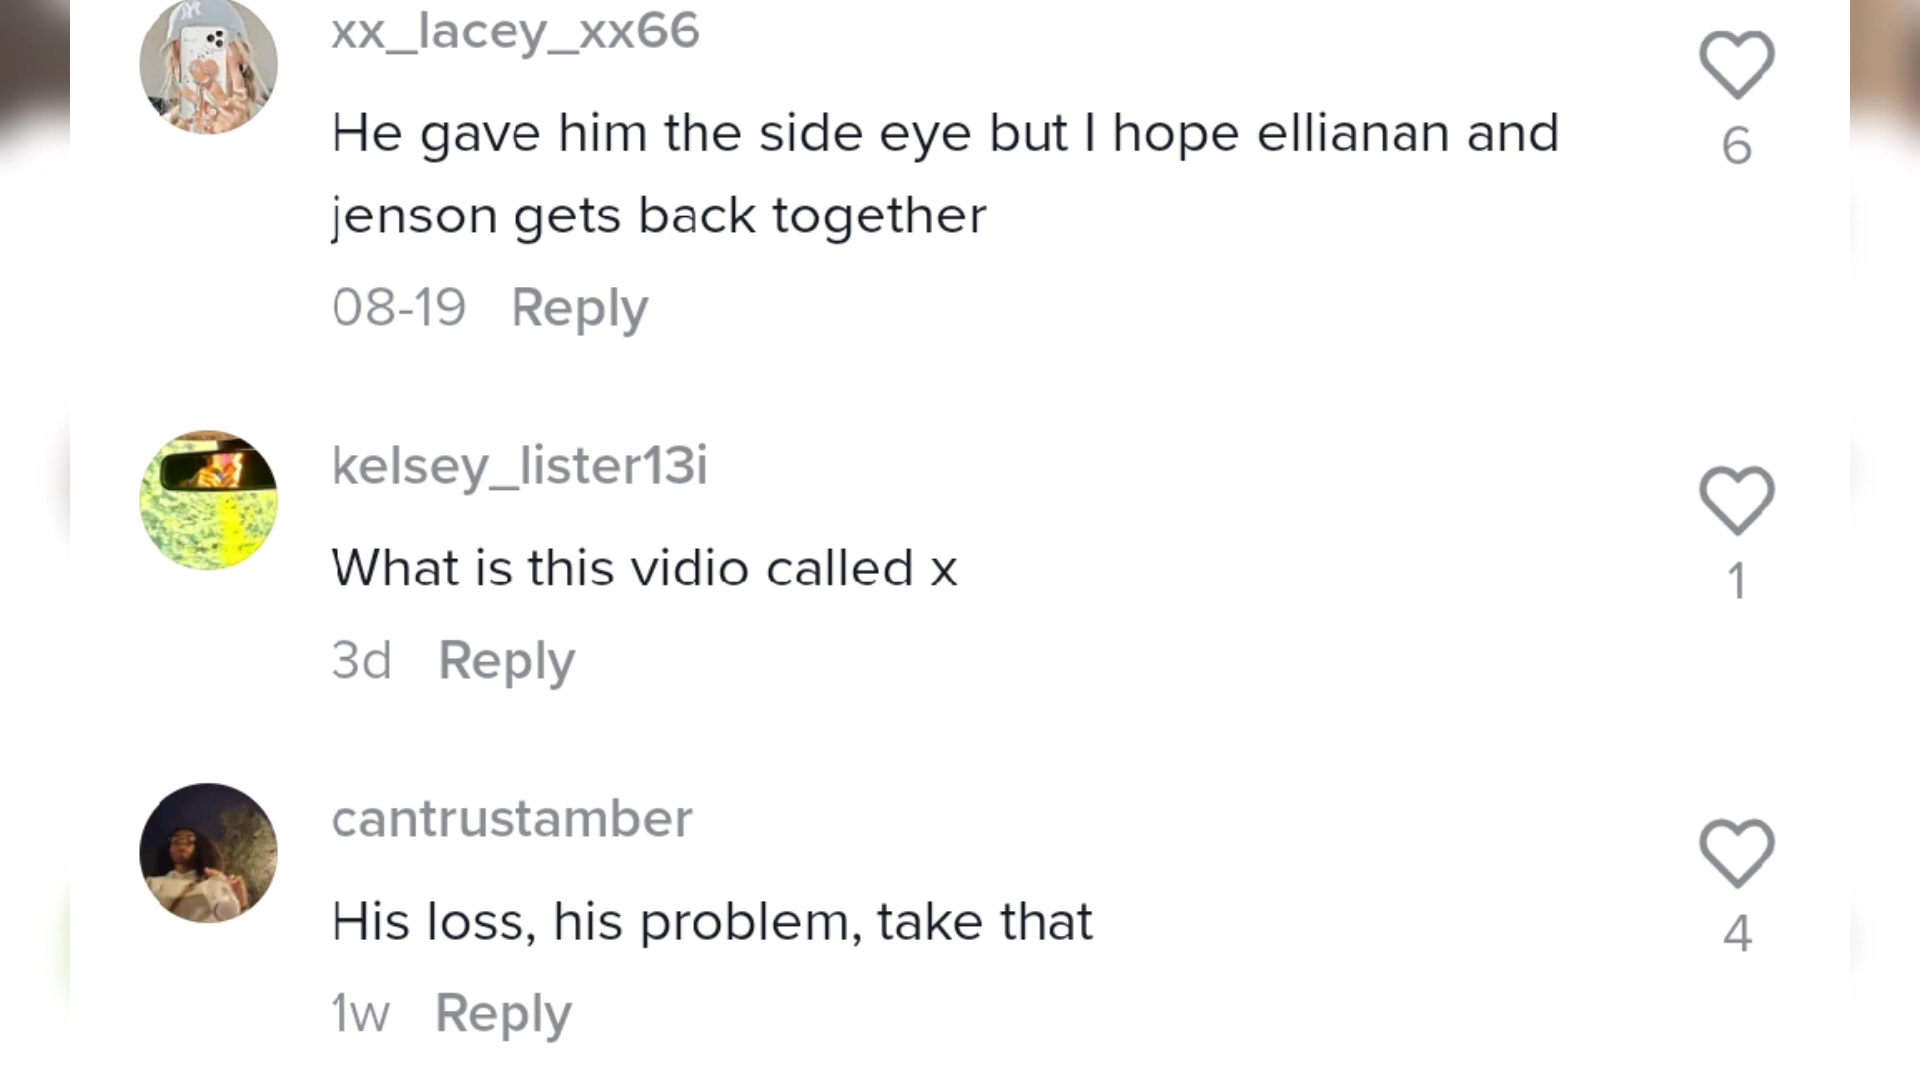 xx_lacey_xx66
He gave him the side eye but I hope ellianan and
jenson gets back together
6
08-19 Reply
kelsey_lister13i
What is this vidio called x
1
3d Reply
cantrustamber
His loss, his problem, take that
4
1w Reply